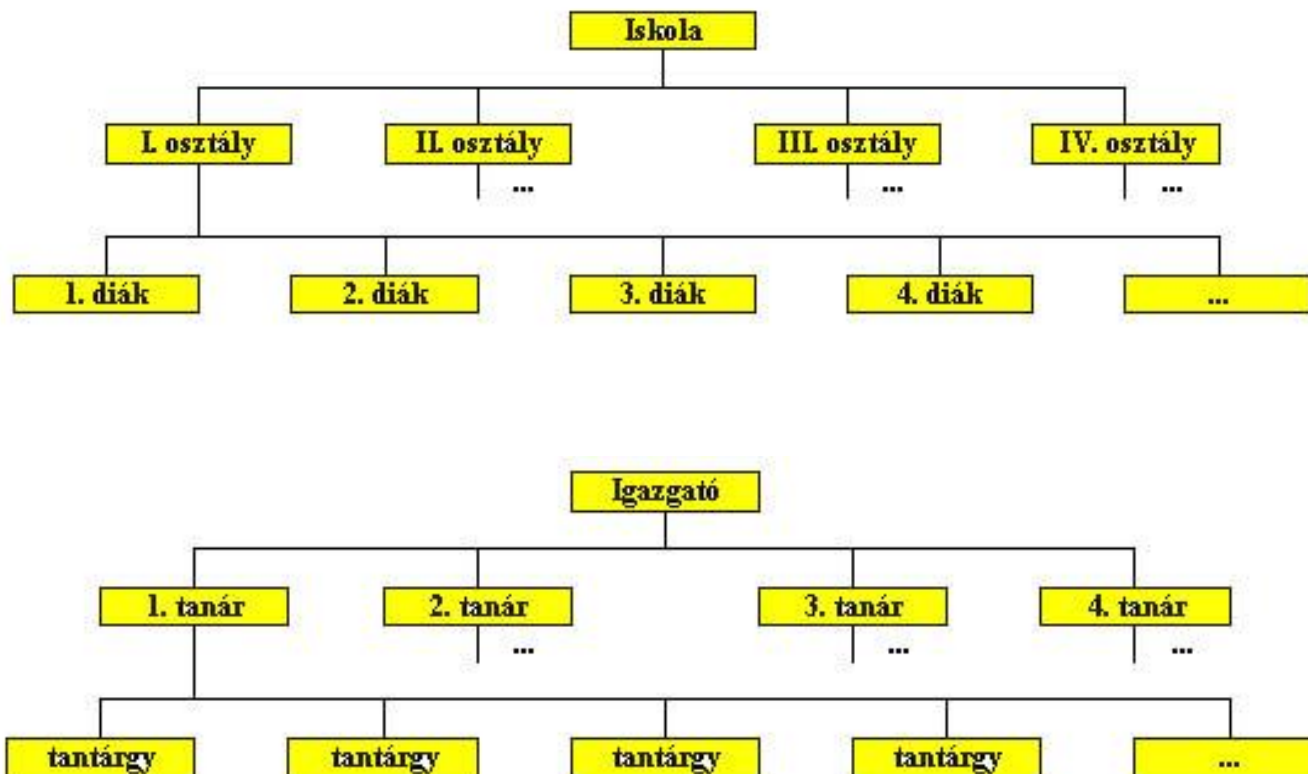 Iskola
I. osztály II. osztály III. osztály IV. osztály
... ... ...
1. diák 2. diák 3. diák 4. diák ...
Igazgató
1. tanár 2. tanár 3. tanár 4. tanár
... ... ...
tantárgy tantárgy tantárgy tantárgy ...